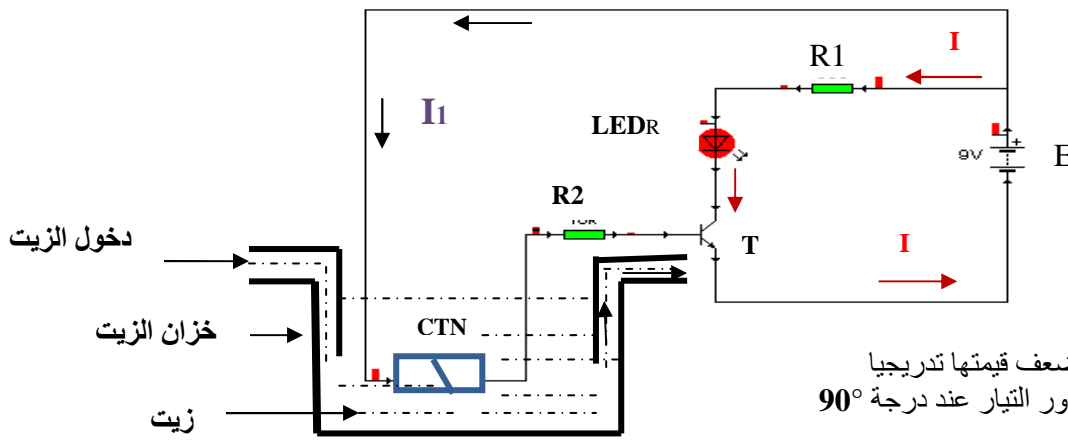 I
R1
I1
LEDR
9V
+
E
R2
10K
T
I
دخول الزيت
خزان الزيت
CTN
زيت
ضعف قيمتها تدريجيا
ور التيار عند درجة 90°